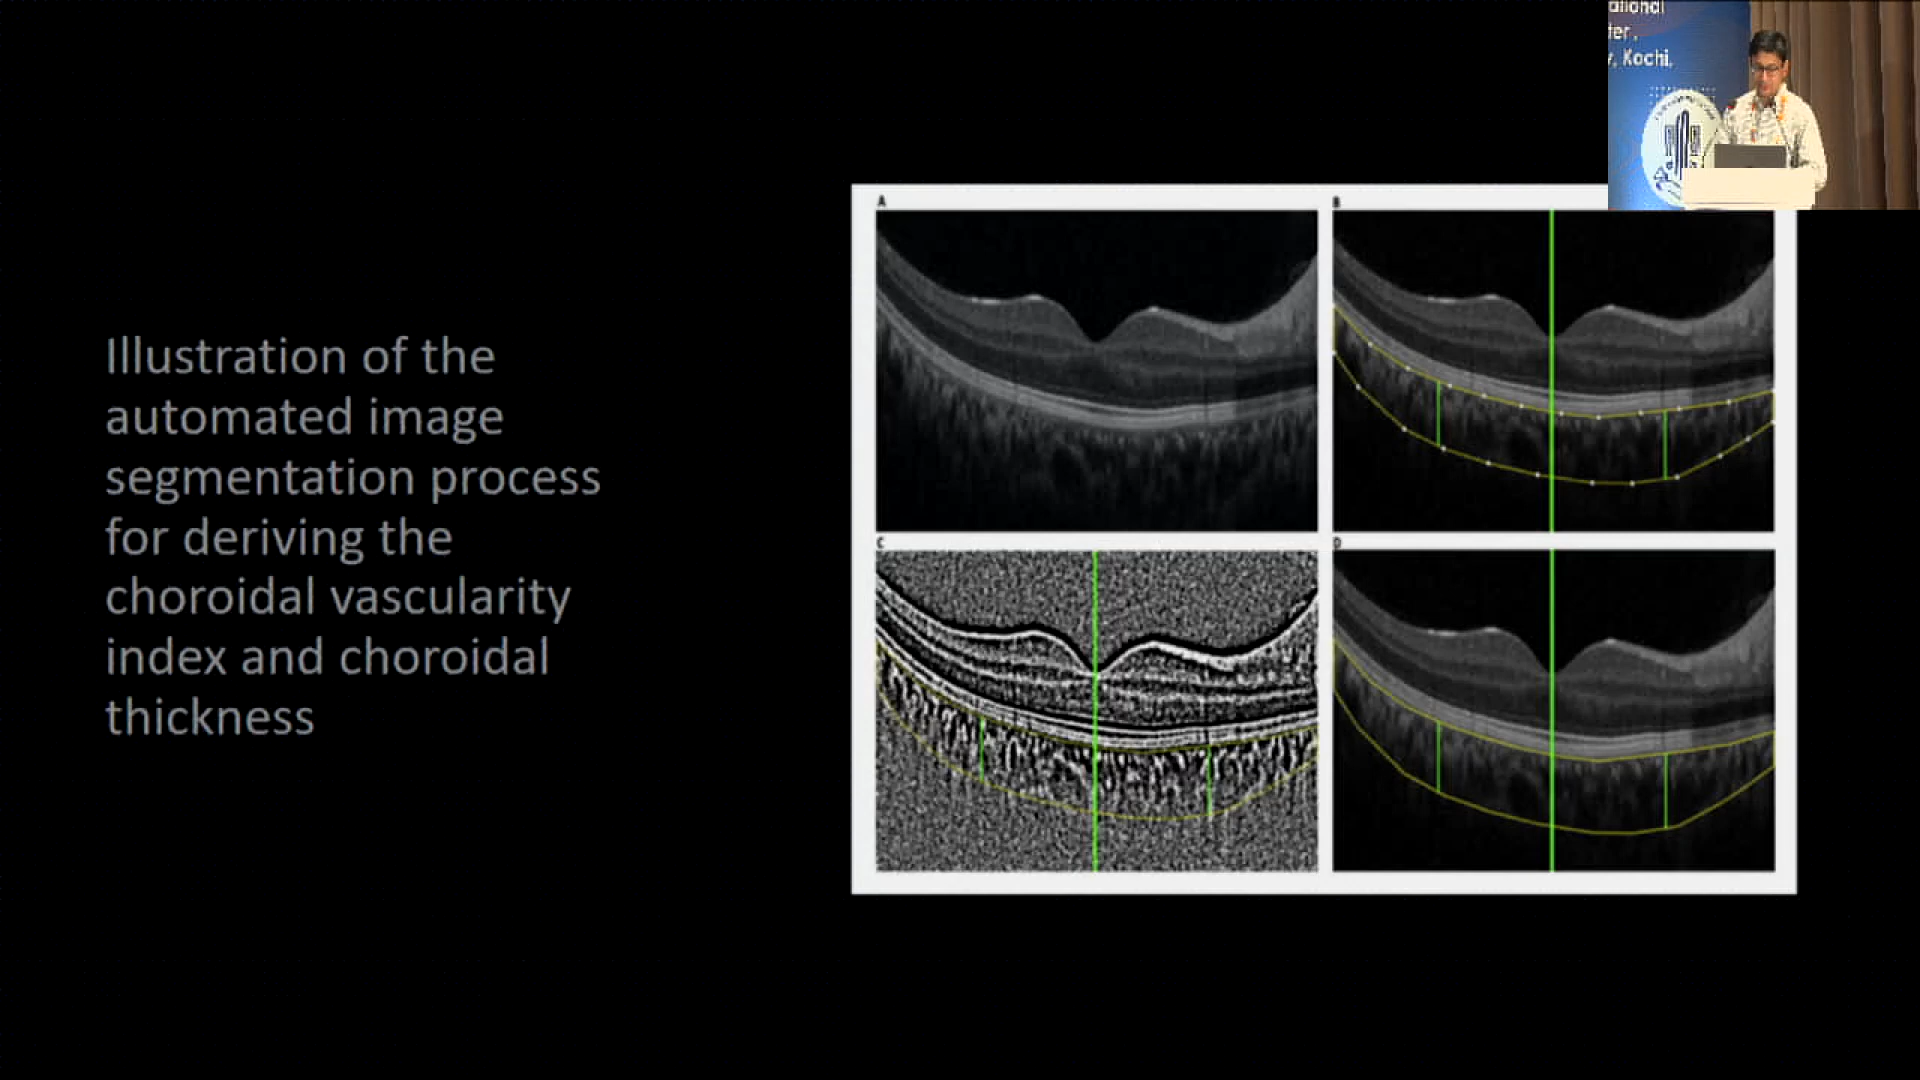 Illustration of the
automated image
segmentation process
for deriving the
choroidal vascularity
index and choroidal
thickness
A
B
C
D
Kochi,